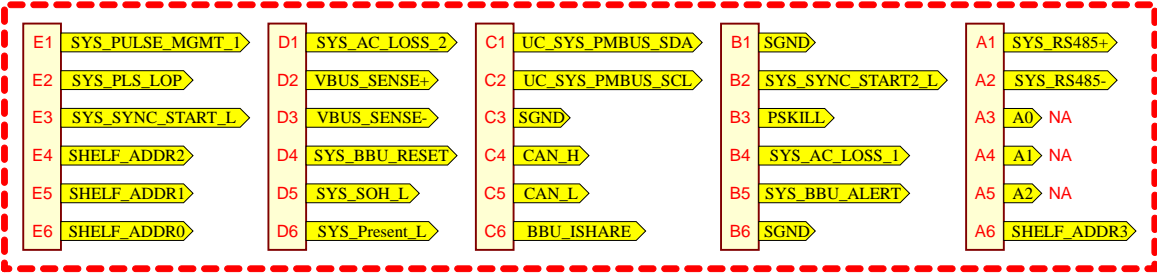 E1 SYS_PULSE_MGMT_1 D1 SYS_AC_LOSS_2 C1 UC_SYS_PMBUS_SDA B1 SGND A1 SYS_RS485+
E2 SYS_PLS_LOP D2 VBUS_SENSE+ C2 UC_SYS_PMBUS_SCL B2 SYS_SYNC_START2_L A2 SYS_RS485-
E3 SYS_SYNC_START_L D3 VBUS_SENSE- C3 SGND B3 PSKILL A3 A0 NA
E4 SHELF_ADDR2 D4 SYS_BBU_RESET C4 CAN_H B4 SYS_AC_LOSS_1 A4 A1 NA
E5 SHELF_ADDR1 D5 SYS_SOH_L C5 CAN_L B5 SYS_BBU_ALERT A5 A2 NA
E6 SHELF_ADDR0 D6 SYS_Present_L C6 BBU_ISHARE B6 SGND A6 SHELF_ADDR3